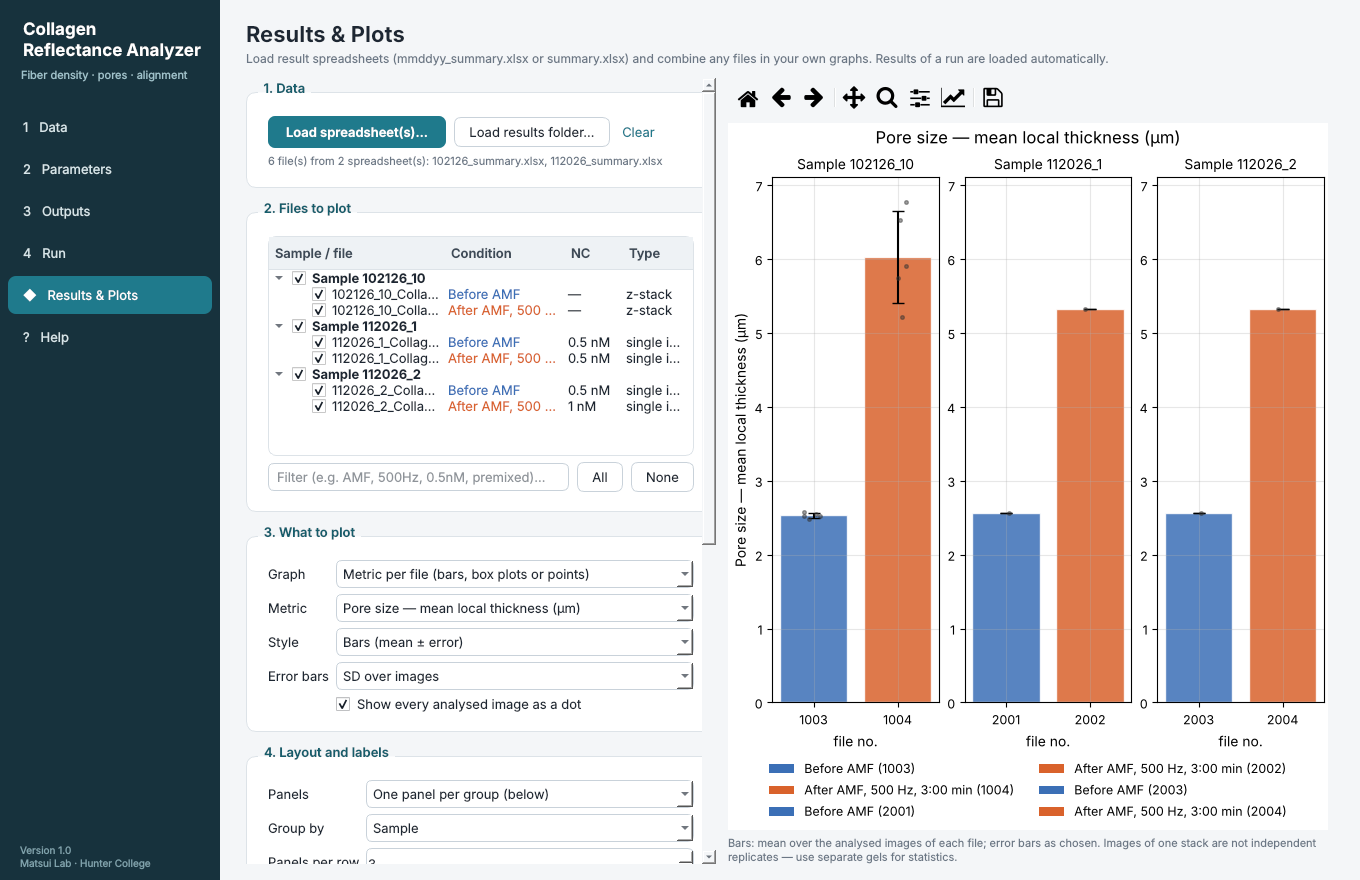 Collagen
Reflectance Analyzer
Fiber density · pores · alignment
1 Data
2 Parameters
3 Outputs
4 Run
◆ Results & Plots
? Help
Version 1.0
Matsui Lab · Hunter College
Results & Plots
Load result spreadsheets (mmddyy_summary.xlsx or summary.xlsx) and combine any files in your own graphs. Results of a run are loaded automatically.
1. Data
Load spreadsheet(s)... Load results folder... Clear
6 file(s) from 2 spreadsheet(s): 102126_summary.xlsx, 112026_summary.xlsx
2. Files to plot
Sample / file Condition NC Type
Sample 102126_10
102126_10_Colla... Before AMF — z-stack
102126_10_Colla... After AMF, 500 ... — z-stack
Sample 112026_1
112026_1_Collag... Before AMF 0.5 nM single i...
112026_1_Collag... After AMF, 500 ... 0.5 nM single i...
Sample 112026_2
112026_2_Colla... Before AMF 0.5 nM single i...
112026_2_Colla... After AMF, 500 ... 1 nM single i...
Filter (e.g. AMF, 500Hz, 0.5nM, premixed)... All None
3. What to plot
Graph Metric per file (bars, box plots or points)
Metric Pore size — mean local thickness (µm)
Style Bars (mean ± error)
Error bars SD over images
Show every analysed image as a dot
4. Layout and labels
Panels One panel per group (below)
Group by Sample
Panels per row
Pore size — mean local thickness (µm)
Sample 102126_10 Sample 112026_1 Sample 112026_2
Pore size — mean local thickness (µm)
7 7 7
6 6 6
5 5 5
4 4 4
3 3 3
2 2 2
1 1 1
0 0 0
1003 1004 2001 2002 2003 2004
file no. file no. file no.
Before AMF (1003) After AMF, 500 Hz, 3:00 min (2002)
After AMF, 500 Hz, 3:00 min (1004) Before AMF (2003)
Before AMF (2001) After AMF, 500 Hz, 3:00 min (2004)
Bars: mean over the analysed images of each file; error bars as chosen. Images of one stack are not independent
replicates — use separate gels for statistics.